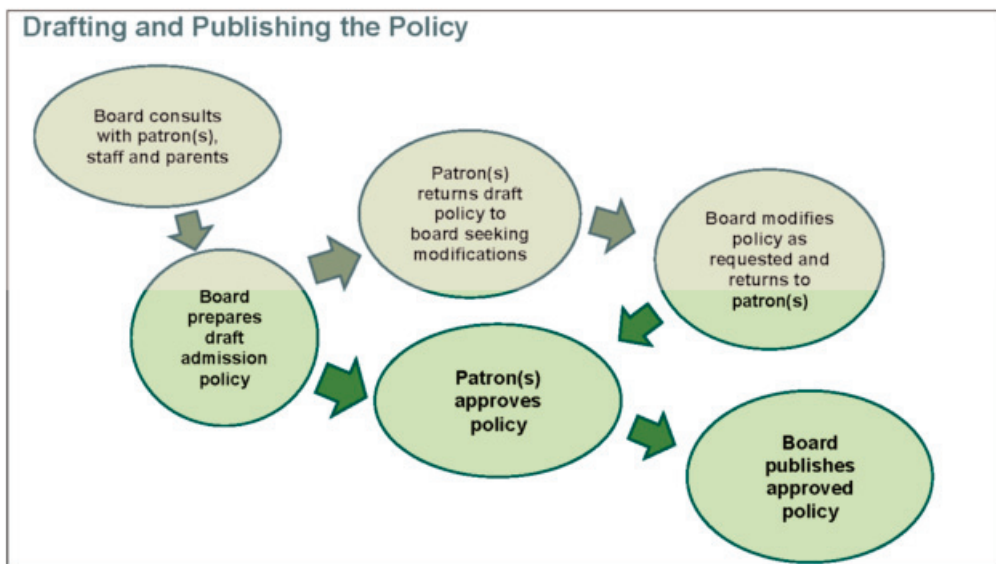 Drafting and Publishing the Policy
Board consults
with patron(s),
staff and parents
Board
prepares
draft
admission
policy
Patron(s)
returns draft
policy to
board seeking
modifications
Board modifies
policy as
requested and
returns to
patron(s)
Patron(s)
approves
policy
Board
publishes
approved
policy